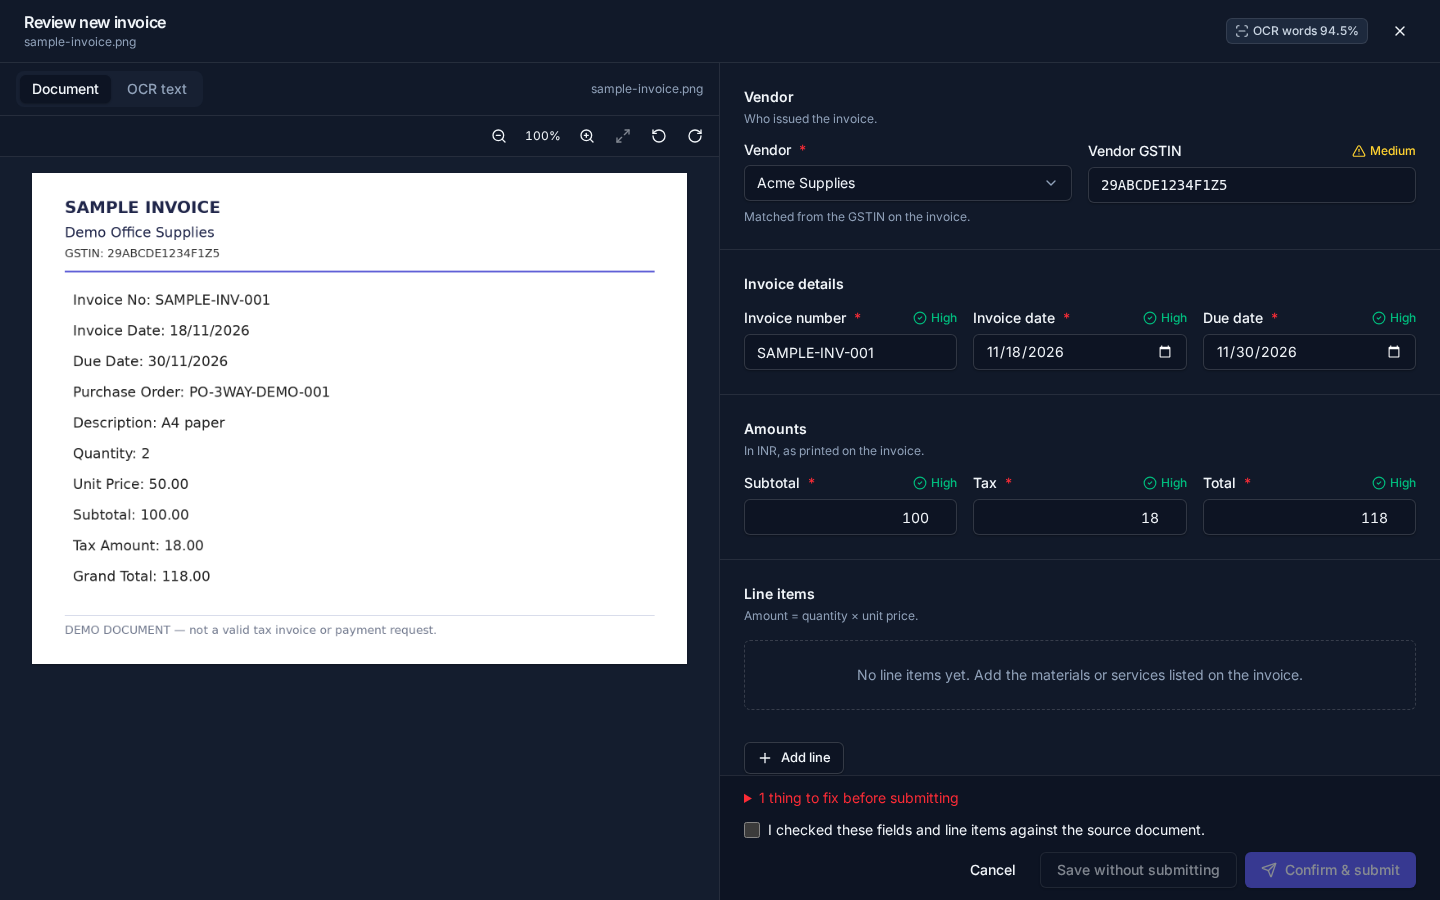 Review new invoice
sample-invoice.png
OCR words 94.5%
Document
OCR text
sample-invoice.png
100%
SAMPLE INVOICE
Demo Office Supplies
GSTIN: 29ABCDE1234F1Z5
Invoice No: SAMPLE-INV-001
Invoice Date: 18/11/2026
Due Date: 30/11/2026
Purchase Order: PO-3WAY-DEMO-001
Description: A4 paper
Quantity: 2
Unit Price: 50.00
Subtotal: 100.00
Tax Amount: 18.00
Grand Total: 118.00
DEMO DOCUMENT — not a valid tax invoice or payment request.
Vendor
Who issued the invoice.
Vendor *
Vendor GSTIN
Medium
Acme Supplies
29ABCDE1234F1Z5
Matched from the GSTIN on the invoice.
Invoice details
Invoice number * High
Invoice date * High
Due date * High
SAMPLE-INV-001
11/18/2026
11/30/2026
Amounts
In INR, as printed on the invoice.
Subtotal * High
Tax * High
Total * High
100
18
118
Line items
Amount = quantity × unit price.
No line items yet. Add the materials or services listed on the invoice.
Add line
1 thing to fix before submitting
I checked these fields and line items against the source document.
Cancel
Save without submitting
Confirm & submit